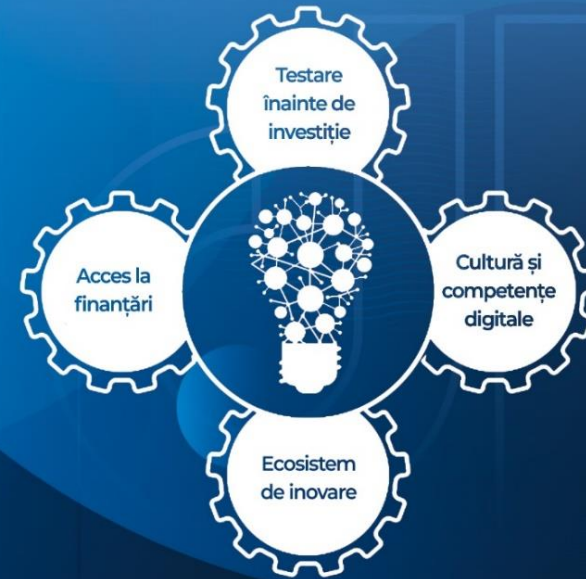 Testare
înainte de
investiție
Acces la
finanțări
Cultură și
competențe
digitale
Ecosistem
de inovare